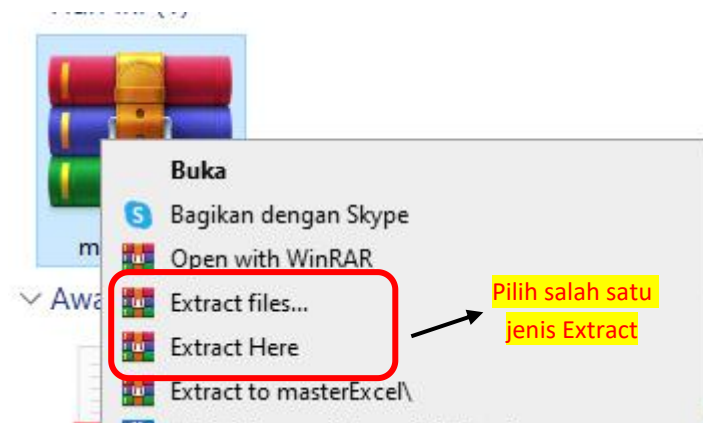 Buka
Bagikan dengan Skype
m
Open with WinRAR
Awa
Extract files...
Pilih salah satu
jenis Extract
Extract Here
Extract to masterExcel\